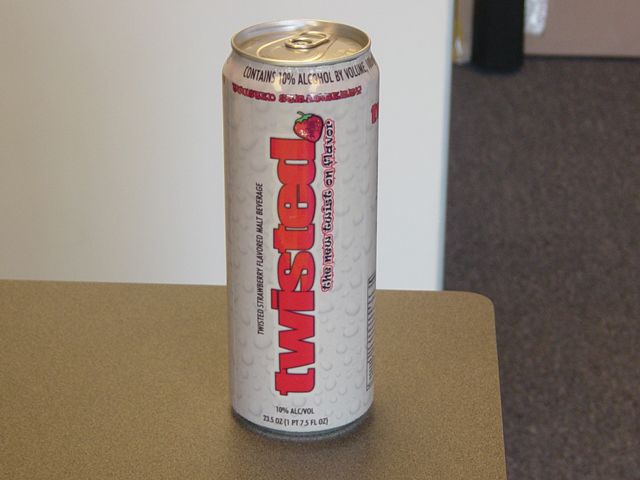 CONTAINS 10% ALCOHOL BY VOLUME,
TWISTED STRAWBERRY
twisted
the new twist on flavor
TWISTED STRAWBERRY FLAVORED MALT BEVERAGE
10% ALC/VOL
23.5 OZ (1 PT 7.5 FL OZ)